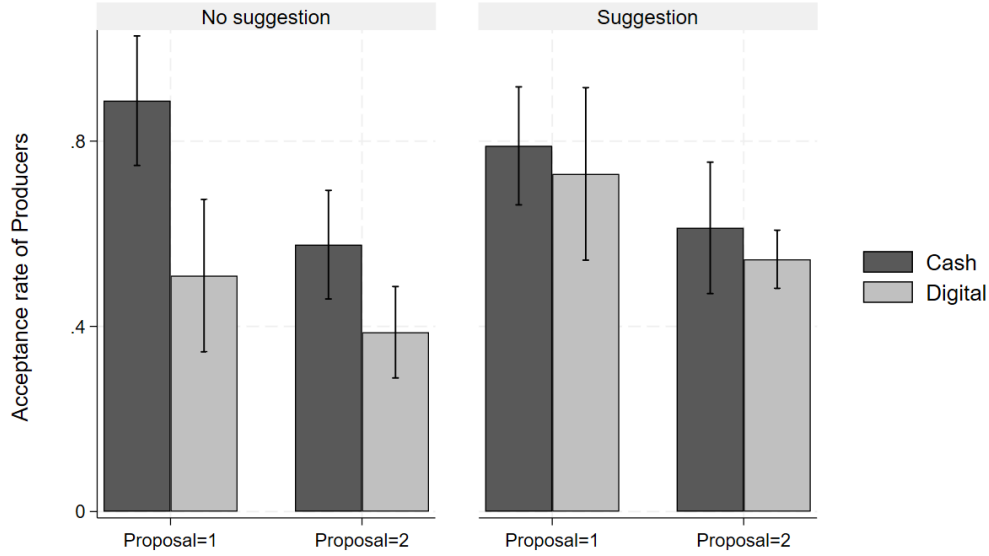 No suggestion
Suggestion
Acceptance rate of Producers
.8
.4
0
Proposal=1
Proposal=2
Proposal=1
Proposal=2
Cash
Digital